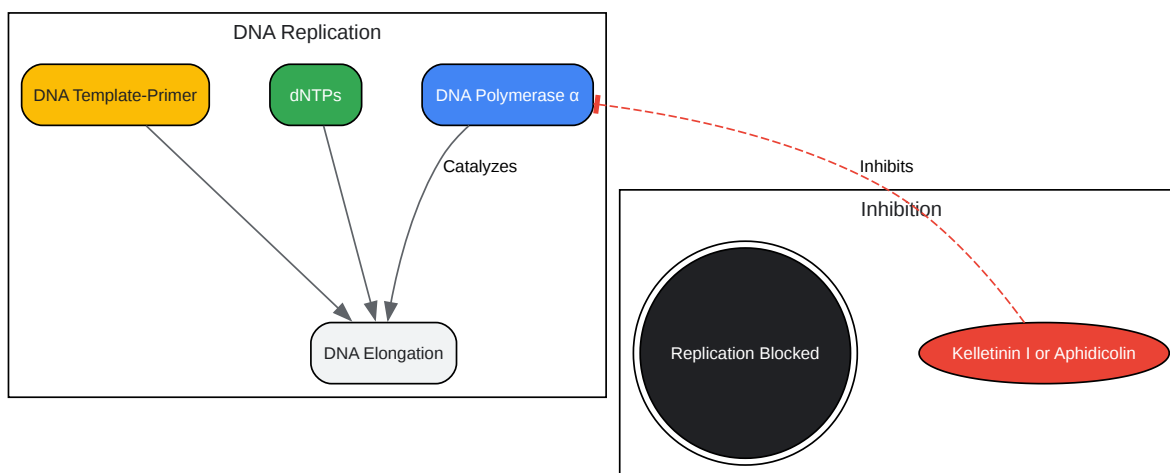 DNA Replication
DNA Template-Primer
dNTPs
DNA Polymerase α
Catalyzes
Inhibits
Inhibition
DNA Elongation
Replication Blocked
Kelletinin I or Aphidicolin